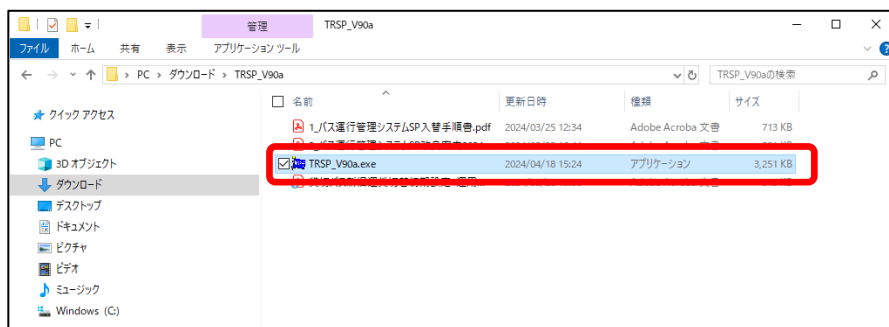 管理 TRSP_V90a
ファイル ホーム 共有 表示 アプリケーション ツール
PC > ダウンロード > TRSP_V90a TRSP_V90aの検索
名前 更新日時 種類 サイズ
クイック アクセス
1_バス運行管理システムSP入替手順書.pdf 2024/03/25 12:34 Adobe Acroba 文書 713 KB
PC
3D オブジェクト
TRSP_V90a.exe 2024/04/18 15:24 アプリケーション 3,251 KB
ダウンロード
デスクトップ
ドキュメント
ピクチャ
ビデオ
ミュージック
Windows (C:)